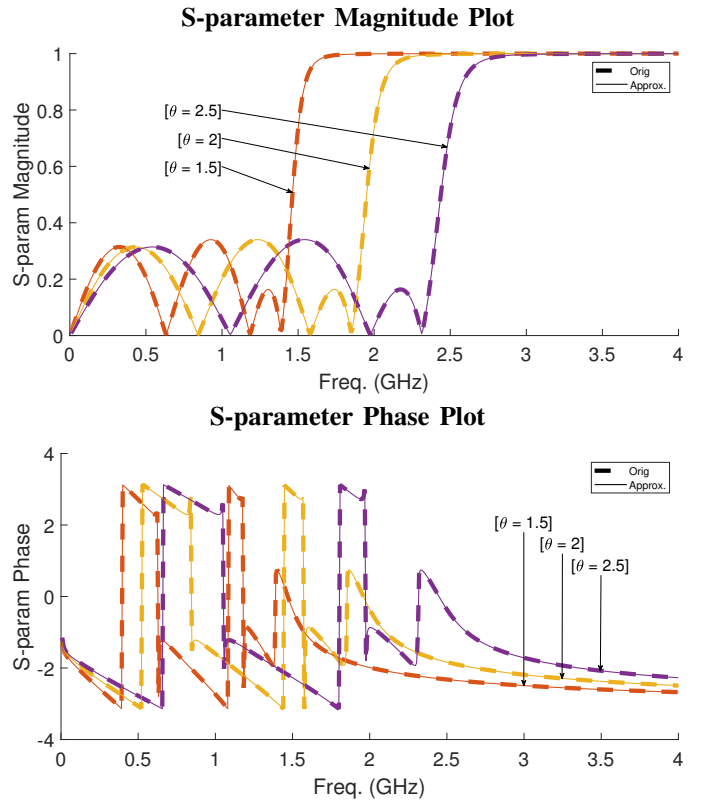 S-parameter Magnitude Plot
1
0.8
0.6
0.4
0.2
0
S-param Magnitude
[θ = 2.5]
[θ = 2]
[θ = 1.5]
Orig
Approx.
0 0.5 1 1.5 2 2.5 3 3.5 4
Freq. (GHz)
S-parameter Phase Plot
4
2
0
-2
-4
S-param Phase
Orig
Approx.
[θ = 1.5]
[θ = 2]
[θ = 2.5]
0 0.5 1 1.5 2 2.5 3 3.5 4
Freq. (GHz)